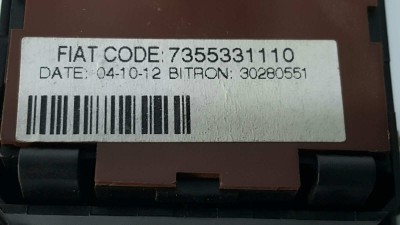 FIAT CODE: 7355331110
DATE: 04-10-12 BITRON: 30280551